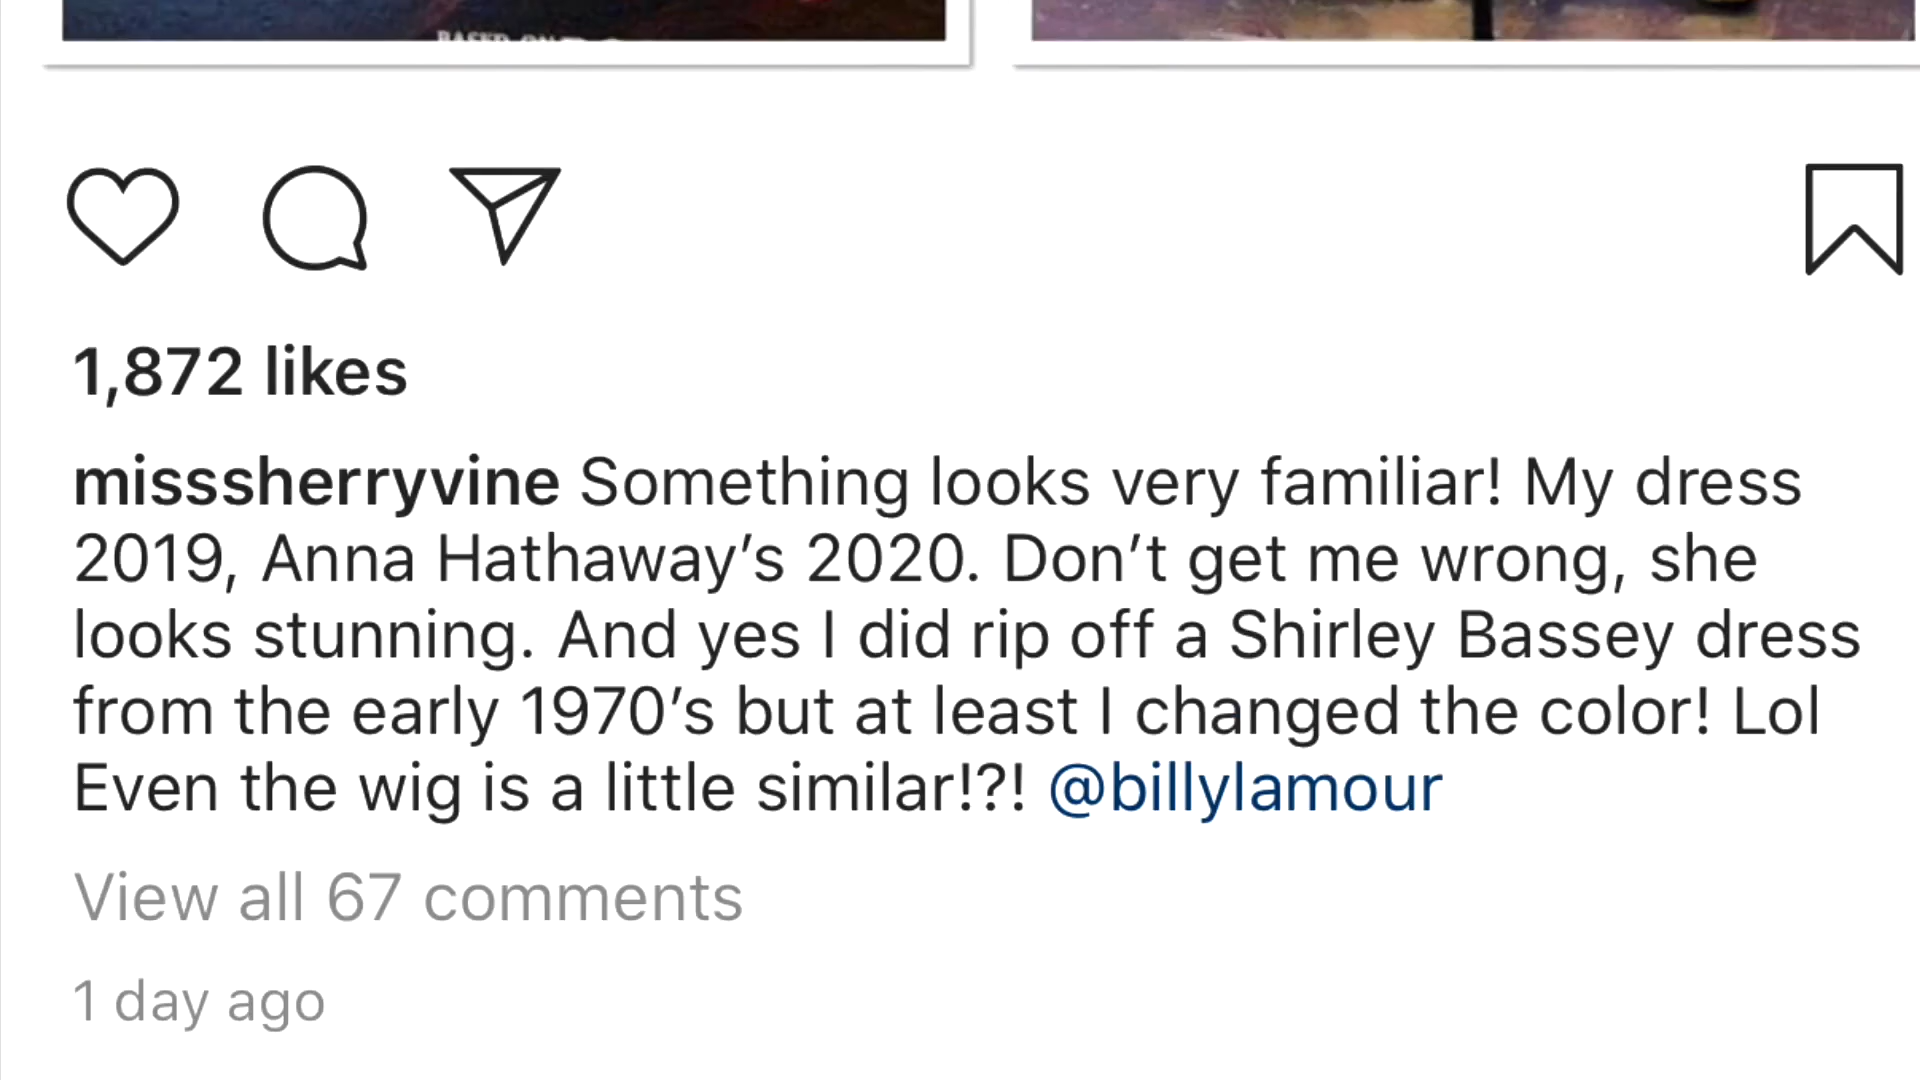 BASED ON
1,872 likes
misssherryvine Something looks very familiar! My dress
2019, Anna Hathaway’s 2020. Don’t get me wrong, she
looks stunning. And yes I did rip off a Shirley Bassey dress
from the early 1970’s but at least I changed the color! Lol
Even the wig is a little similar!?! @billylamour
View all 67 comments
1 day ago